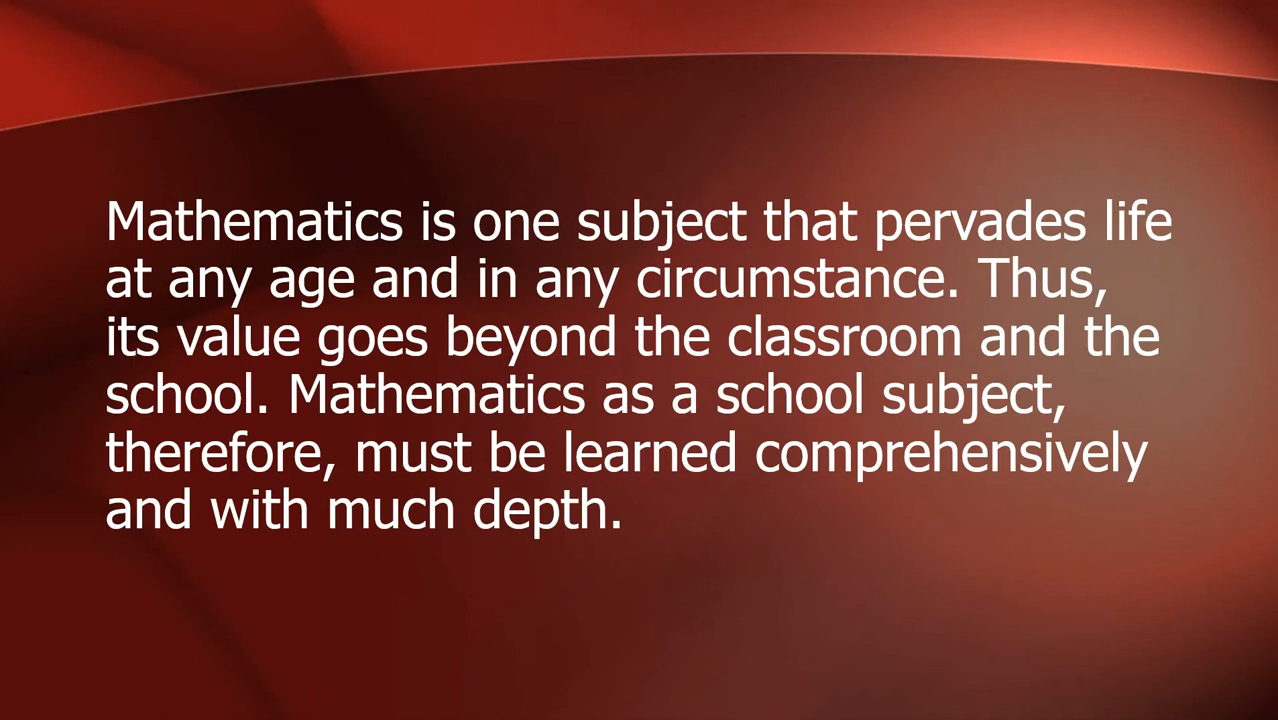 Mathematics is one subject that pervades life
at any age and in any circumstance. Thus,
its value goes beyond the classroom and the
school. Mathematics as a school subject,
therefore, must be learned comprehensively
and with much depth.